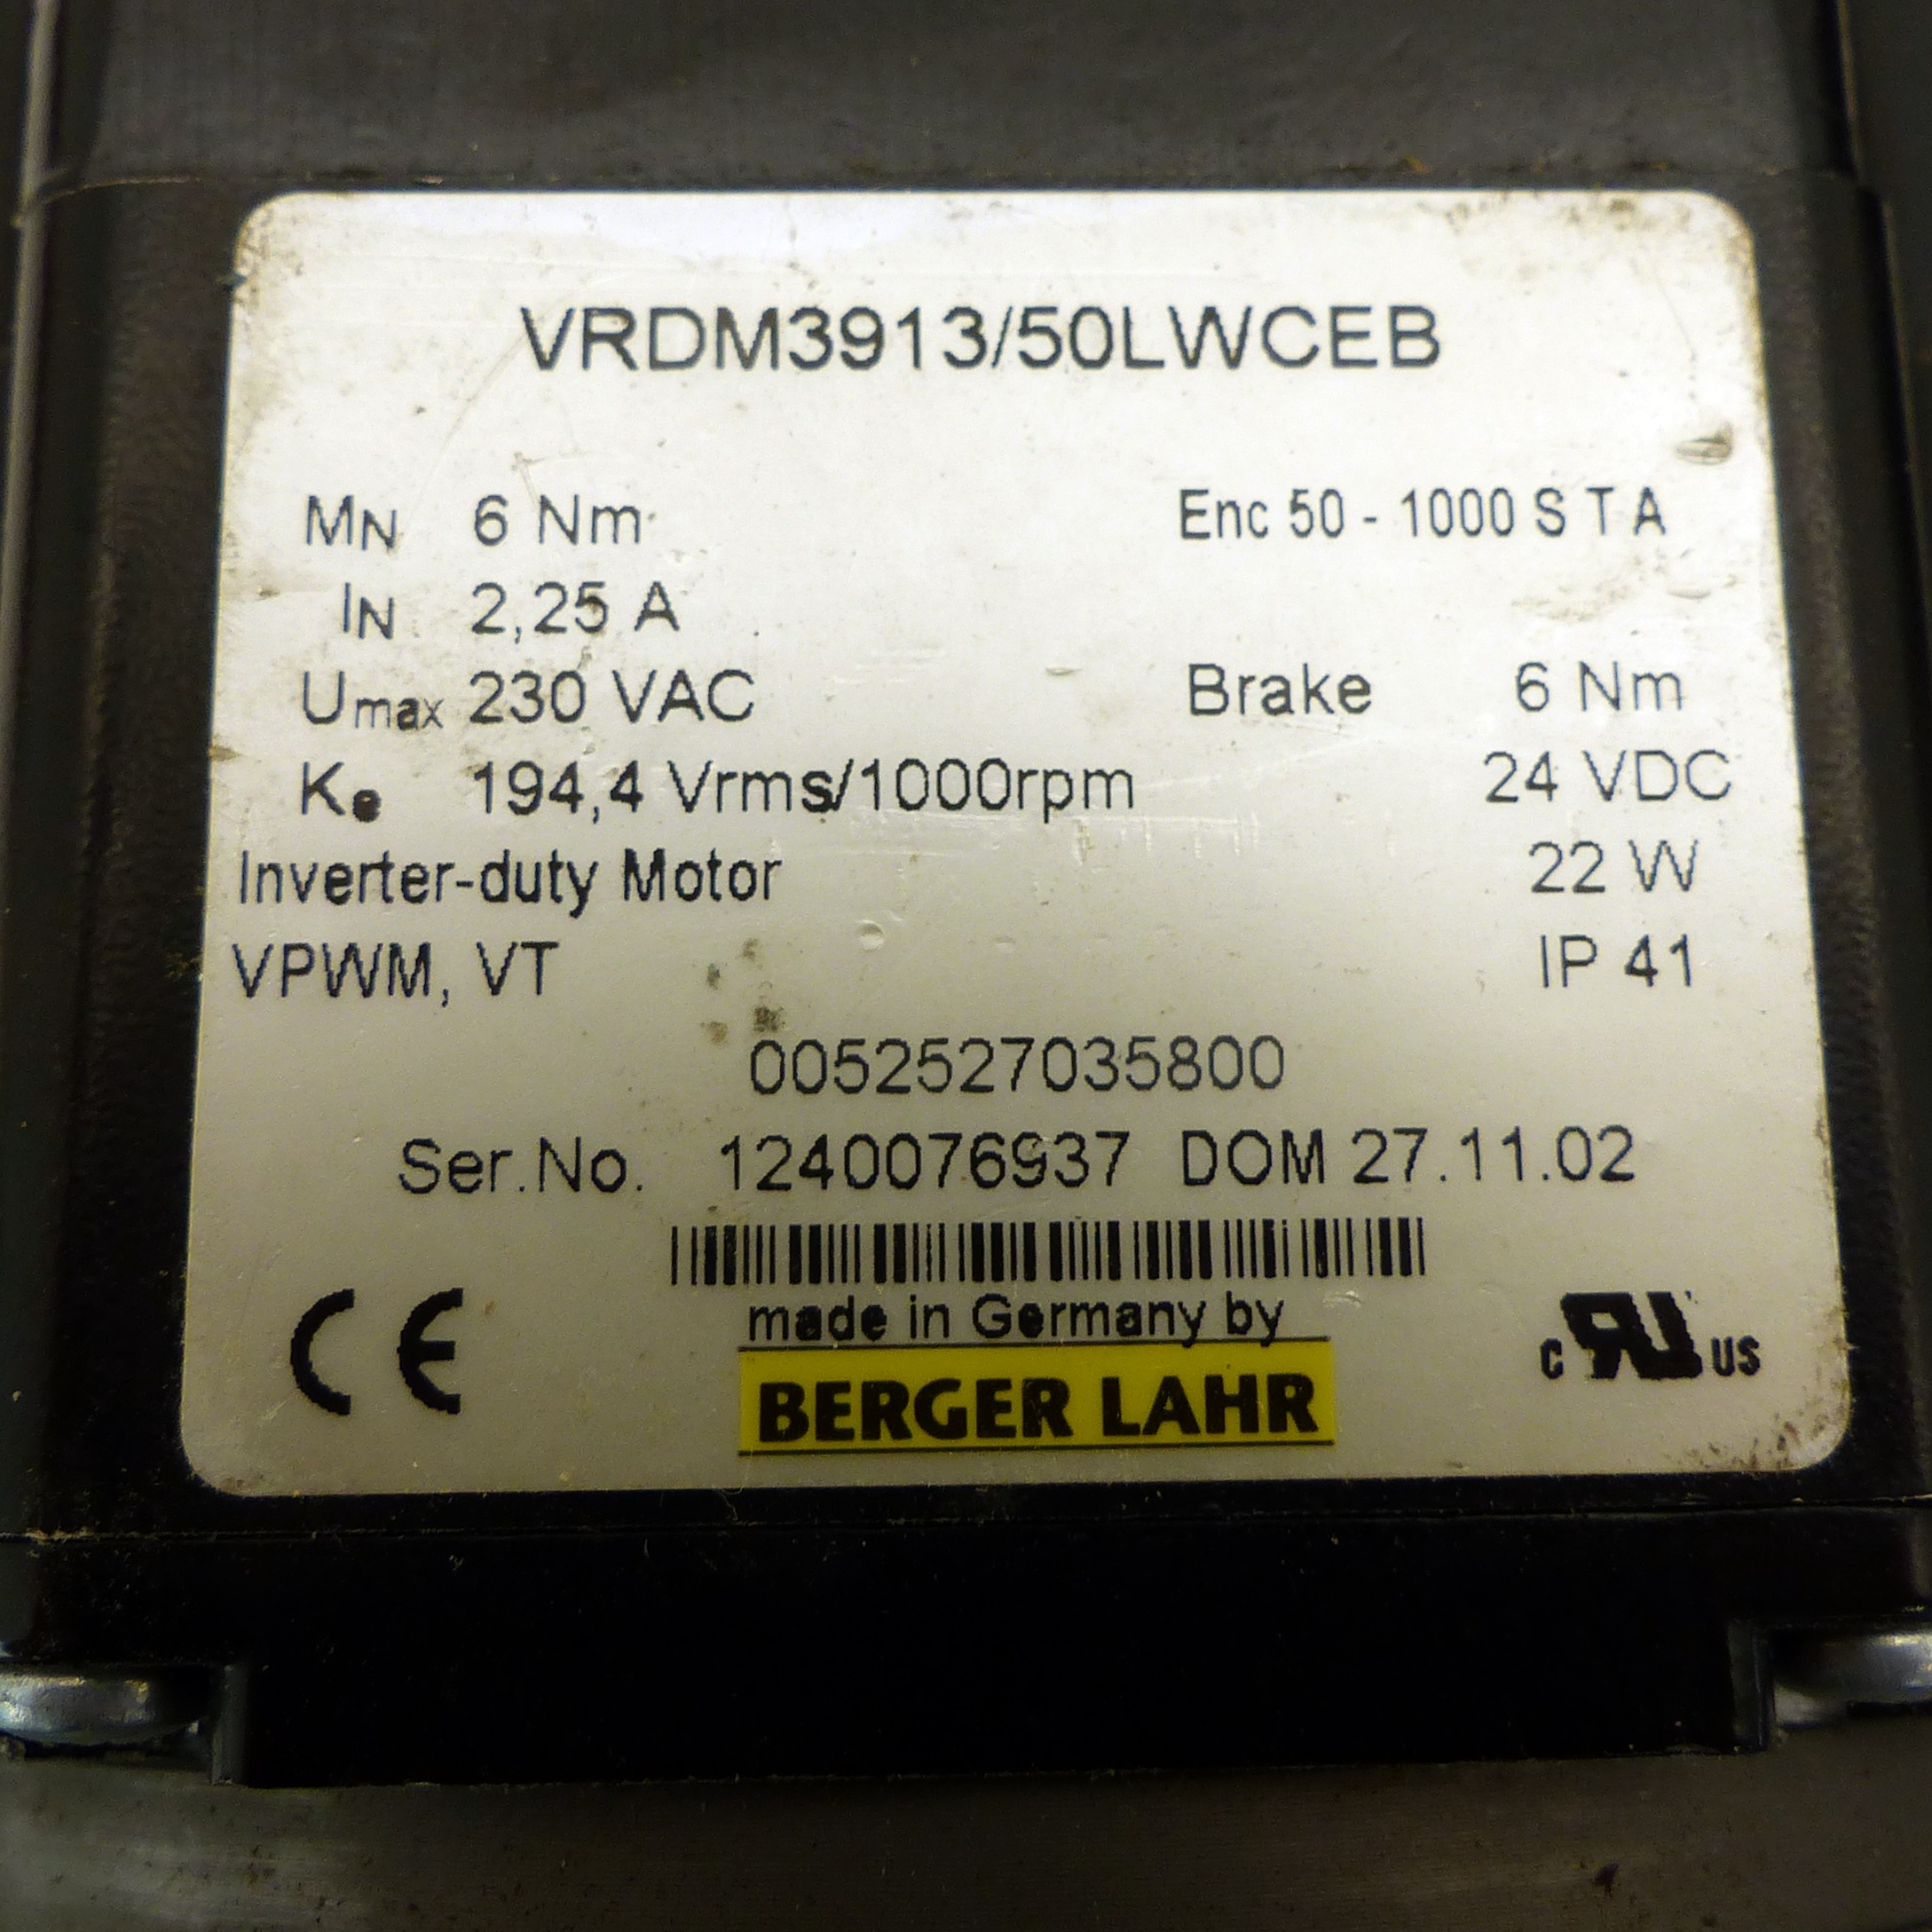 VRDM3913/50LWCEB
MN 6 Nm Enc 50 - 1000 S T A
IN 2,25 A
Umax 230 VAC Brake 6 Nm
Ke 194,4 Vrms/1000rpm 24 VDC
Inverter-duty Motor 22 W
VPWM, VT IP 41
0052527035800
Ser.No. 1240076937 DOM 27.11.02
made in Germany by
CE BERGER LAHR c RU US